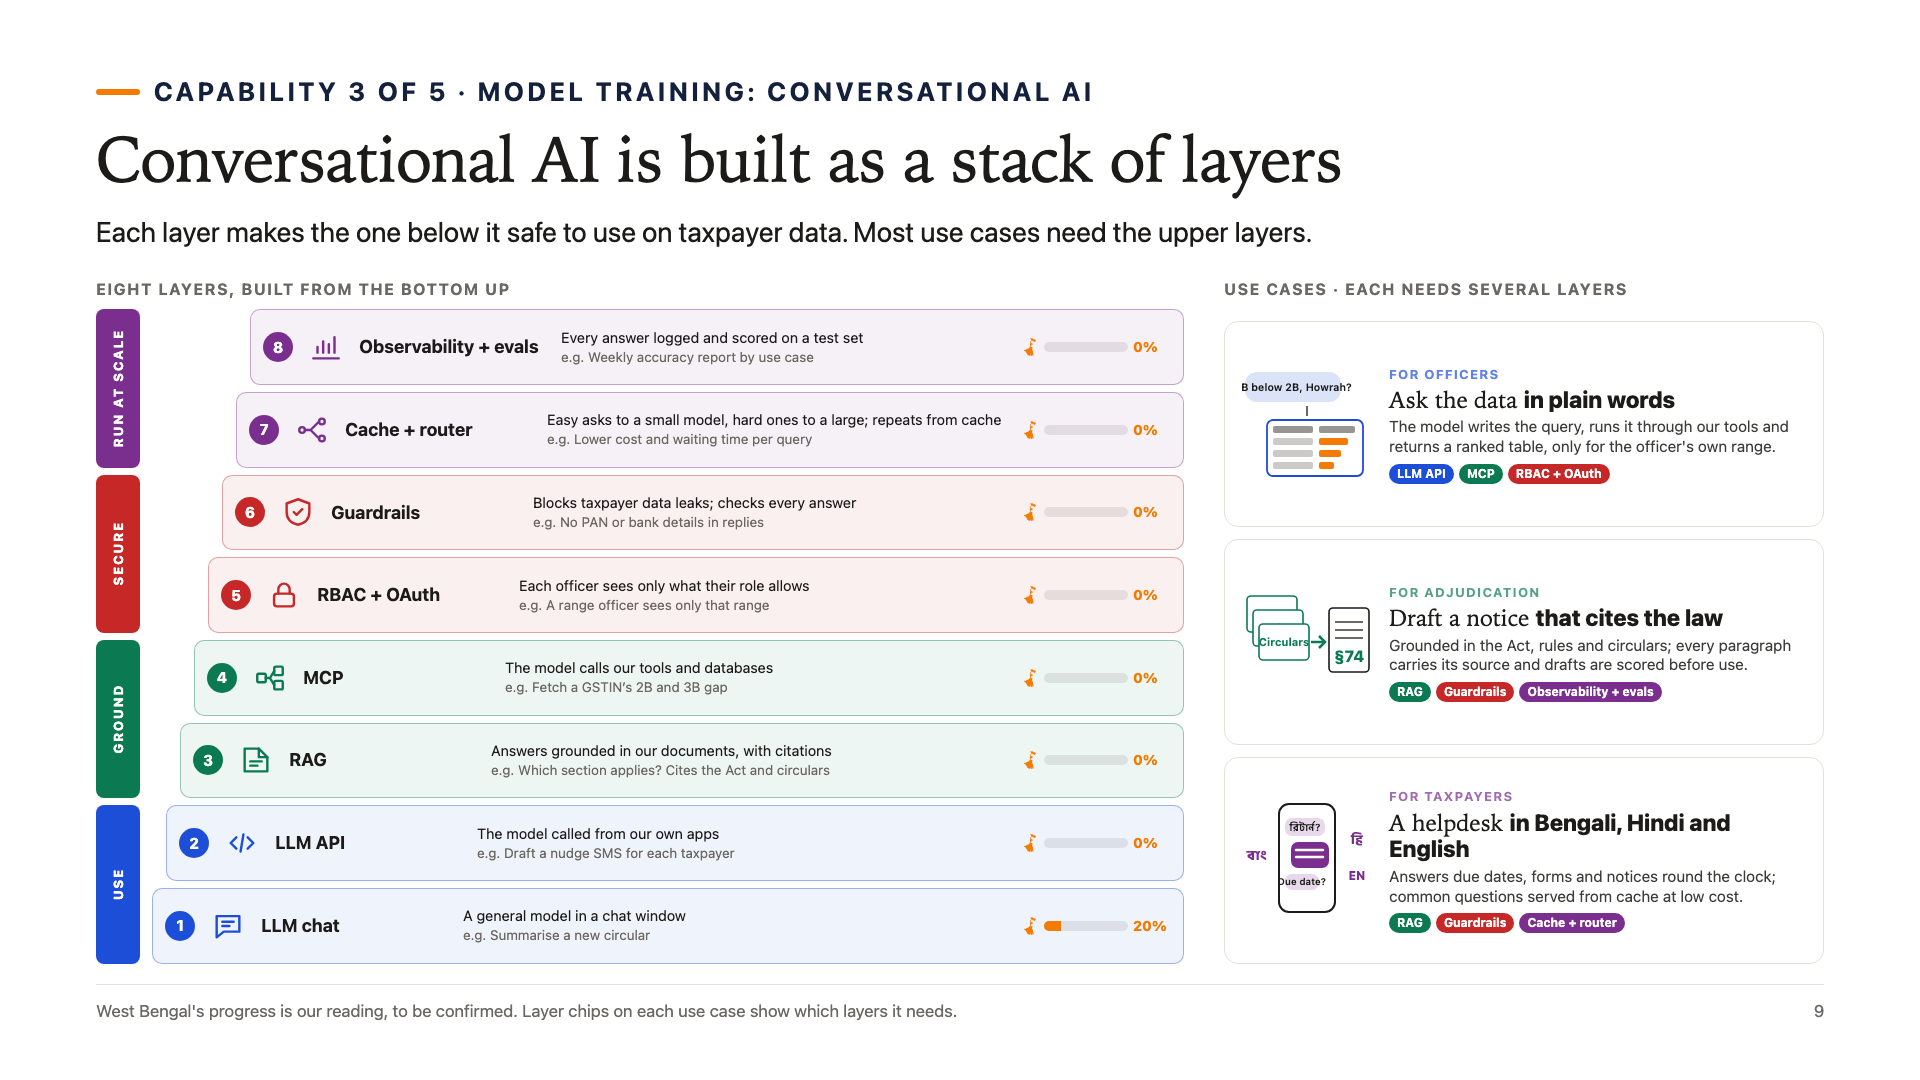 CAPABILITY 3 OF 5 · MODEL TRAINING: CONVERSATIONAL AI
Conversational AI is built as a stack of layers
Each layer makes the one below it safe to use on taxpayer data. Most use cases need the upper layers.
EIGHT LAYERS, BUILT FROM THE BOTTOM UP
RUN AT SCALE
8 Observability + evals
Every answer logged and scored on a test set
e.g. Weekly accuracy report by use case
0%
7 Cache + router
Easy asks to a small model, hard ones to a large; repeats from cache
e.g. Lower cost and waiting time per query
0%
SECURE
6 Guardrails
Blocks taxpayer data leaks; checks every answer
e.g. No PAN or bank details in replies
0%
5 RBAC + OAuth
Each officer sees only what their role allows
e.g. A range officer sees only that range
0%
GROUND
4 MCP
The model calls our tools and databases
e.g. Fetch a GSTIN's 2B and 3B gap
0%
3 RAG
Answers grounded in our documents, with citations
e.g. Which section applies? Cites the Act and circulars
0%
USE
2 LLM API
The model called from our own apps
e.g. Draft a nudge SMS for each taxpayer
0%
1 LLM chat
A general model in a chat window
e.g. Summarise a new circular
20%
USE CASES · EACH NEEDS SEVERAL LAYERS
B below 2B, Howrah?
FOR OFFICERS
Ask the data in plain words
The model writes the query, runs it through our tools and
returns a ranked table, only for the officer's own range.
LLM API MCP RBAC + OAuth
Circulars
§74
FOR ADJUDICATION
Draft a notice that cites the law
Grounded in the Act, rules and circulars; every paragraph
carries its source and drafts are scored before use.
RAG Guardrails Observability + evals
রিটার্ন?
Due date?
বাং
हि
EN
FOR TAXPAYERS
A helpdesk in Bengali, Hindi and
English
Answers due dates, forms and notices round the clock;
common questions served from cache at low cost.
RAG Guardrails Cache + router
West Bengal's progress is our reading, to be confirmed. Layer chips on each use case show which layers it needs.
9